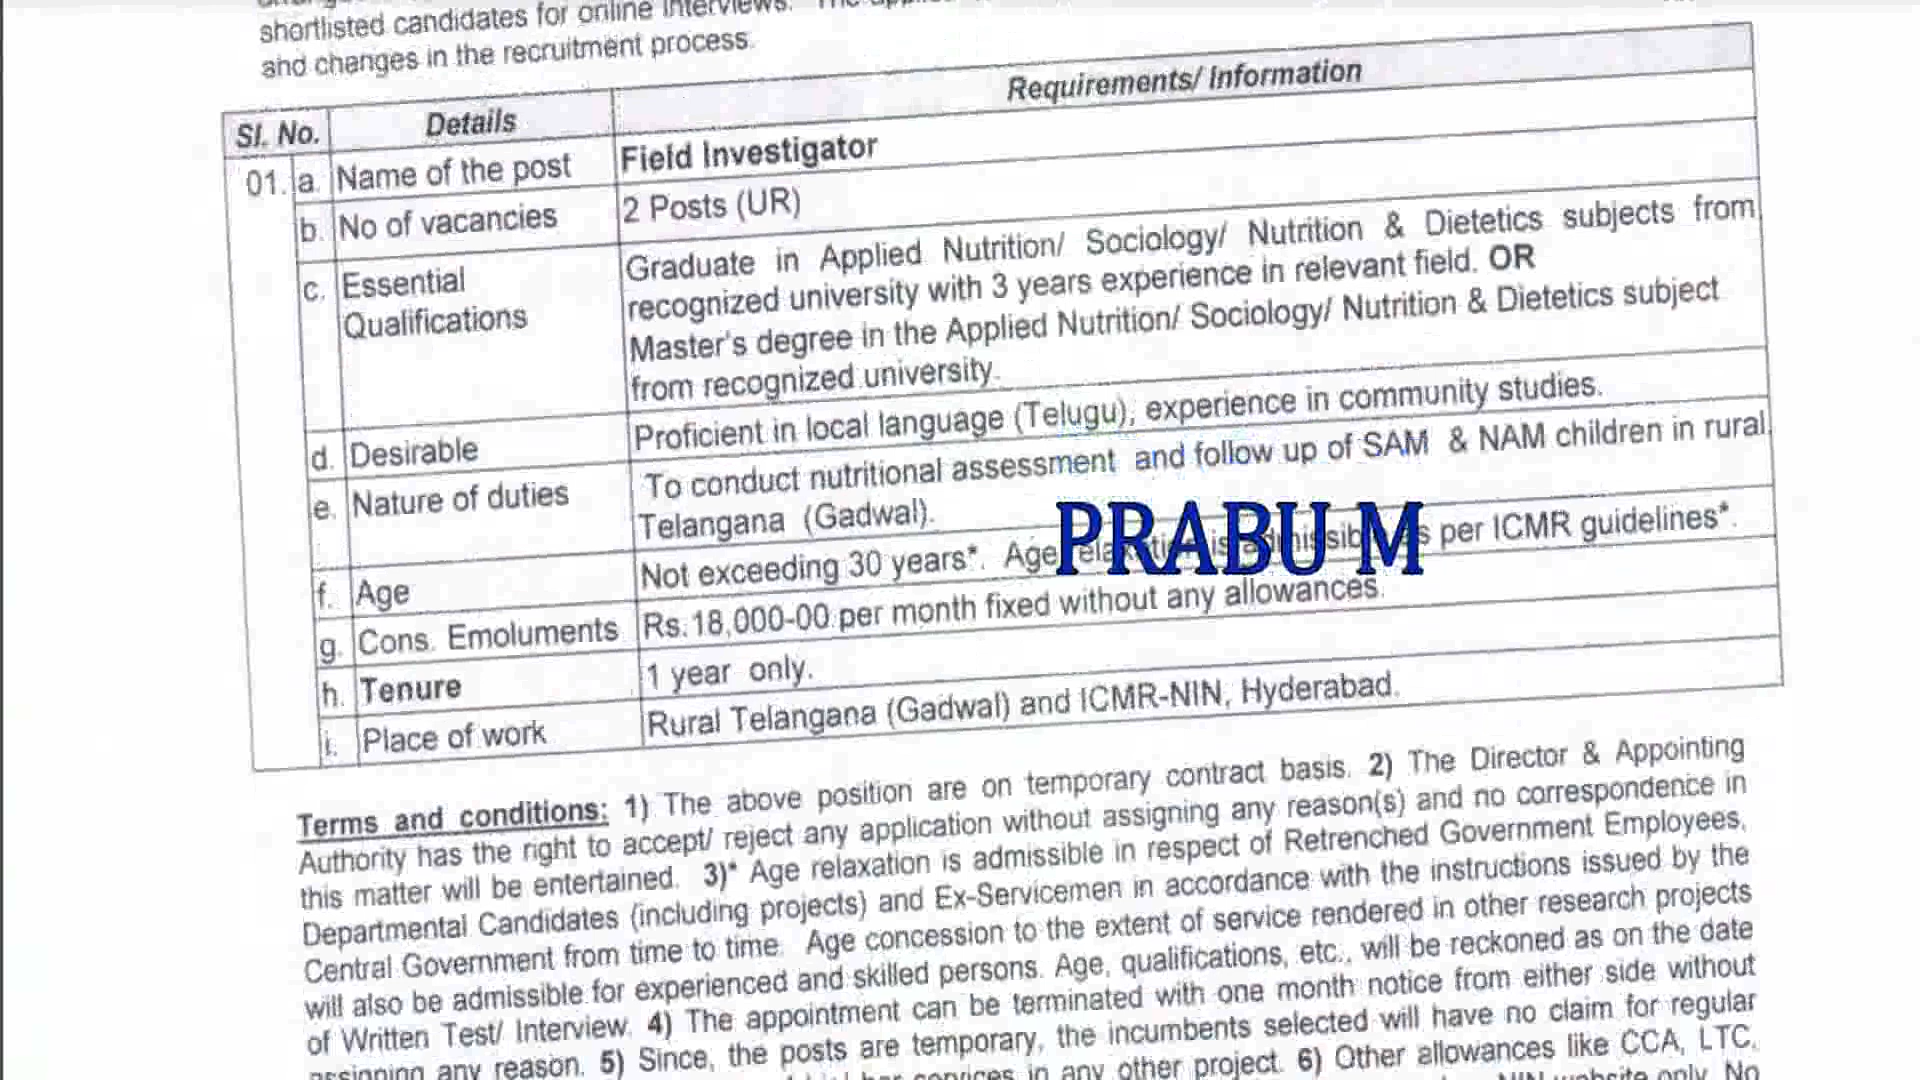 shortlisted candidates for online interviews.
and changes in the recruitment process.
Sl. No. Details Requirements/ Information
01. a. Name of the post Field Investigator
b. No of vacancies 2 Posts (UR)
c. Essential Qualifications Graduate in Applied Nutrition/ Sociology/ Nutrition & Dietetics subjects from
recognized university with 3 years experience in relevant field. OR
Master's degree in the Applied Nutrition/ Sociology/ Nutrition & Dietetics subject
from recognized university.
d. Desirable Proficient in local language (Telugu), experience in community studies.
e. Nature of duties To conduct nutritional assessment and follow up of SAM & NAM children in rural
Telangana (Gadwal).
PRABU M
f. Age Not exceeding 30 years*. Age relaxation is admissible as per ICMR guidelines*.
g. Cons. Emoluments Rs.18,000-00 per month fixed without any allowances.
h. Tenure 1 year only.
i. Place of work Rural Telangana (Gadwal) and ICMR-NIN, Hyderabad.
Terms and conditions: 1) The above position are on temporary contract basis. 2) The Director & Appointing
Authority has the right to accept/ reject any application without assigning any reason(s) and no correspondence in
this matter will be entertained. 3)* Age relaxation is admissible in respect of Retrenched Government Employees,
Departmental Candidates (including projects) and Ex-Servicemen in accordance with the instructions issued by the
Central Government from time to time. Age concession to the extent of service rendered in other research projects
will also be admissible for experienced and skilled persons. Age, qualifications, etc., will be reckoned as on the date
of Written Test/ Interview. 4) The appointment can be terminated with one month notice from either side without
assigning any reason. 5) Since, the posts are temporary, the incumbents selected will have no claim for regular
services in any other project. 6) Other allowances like CCA, LTC,
NIN website only. No